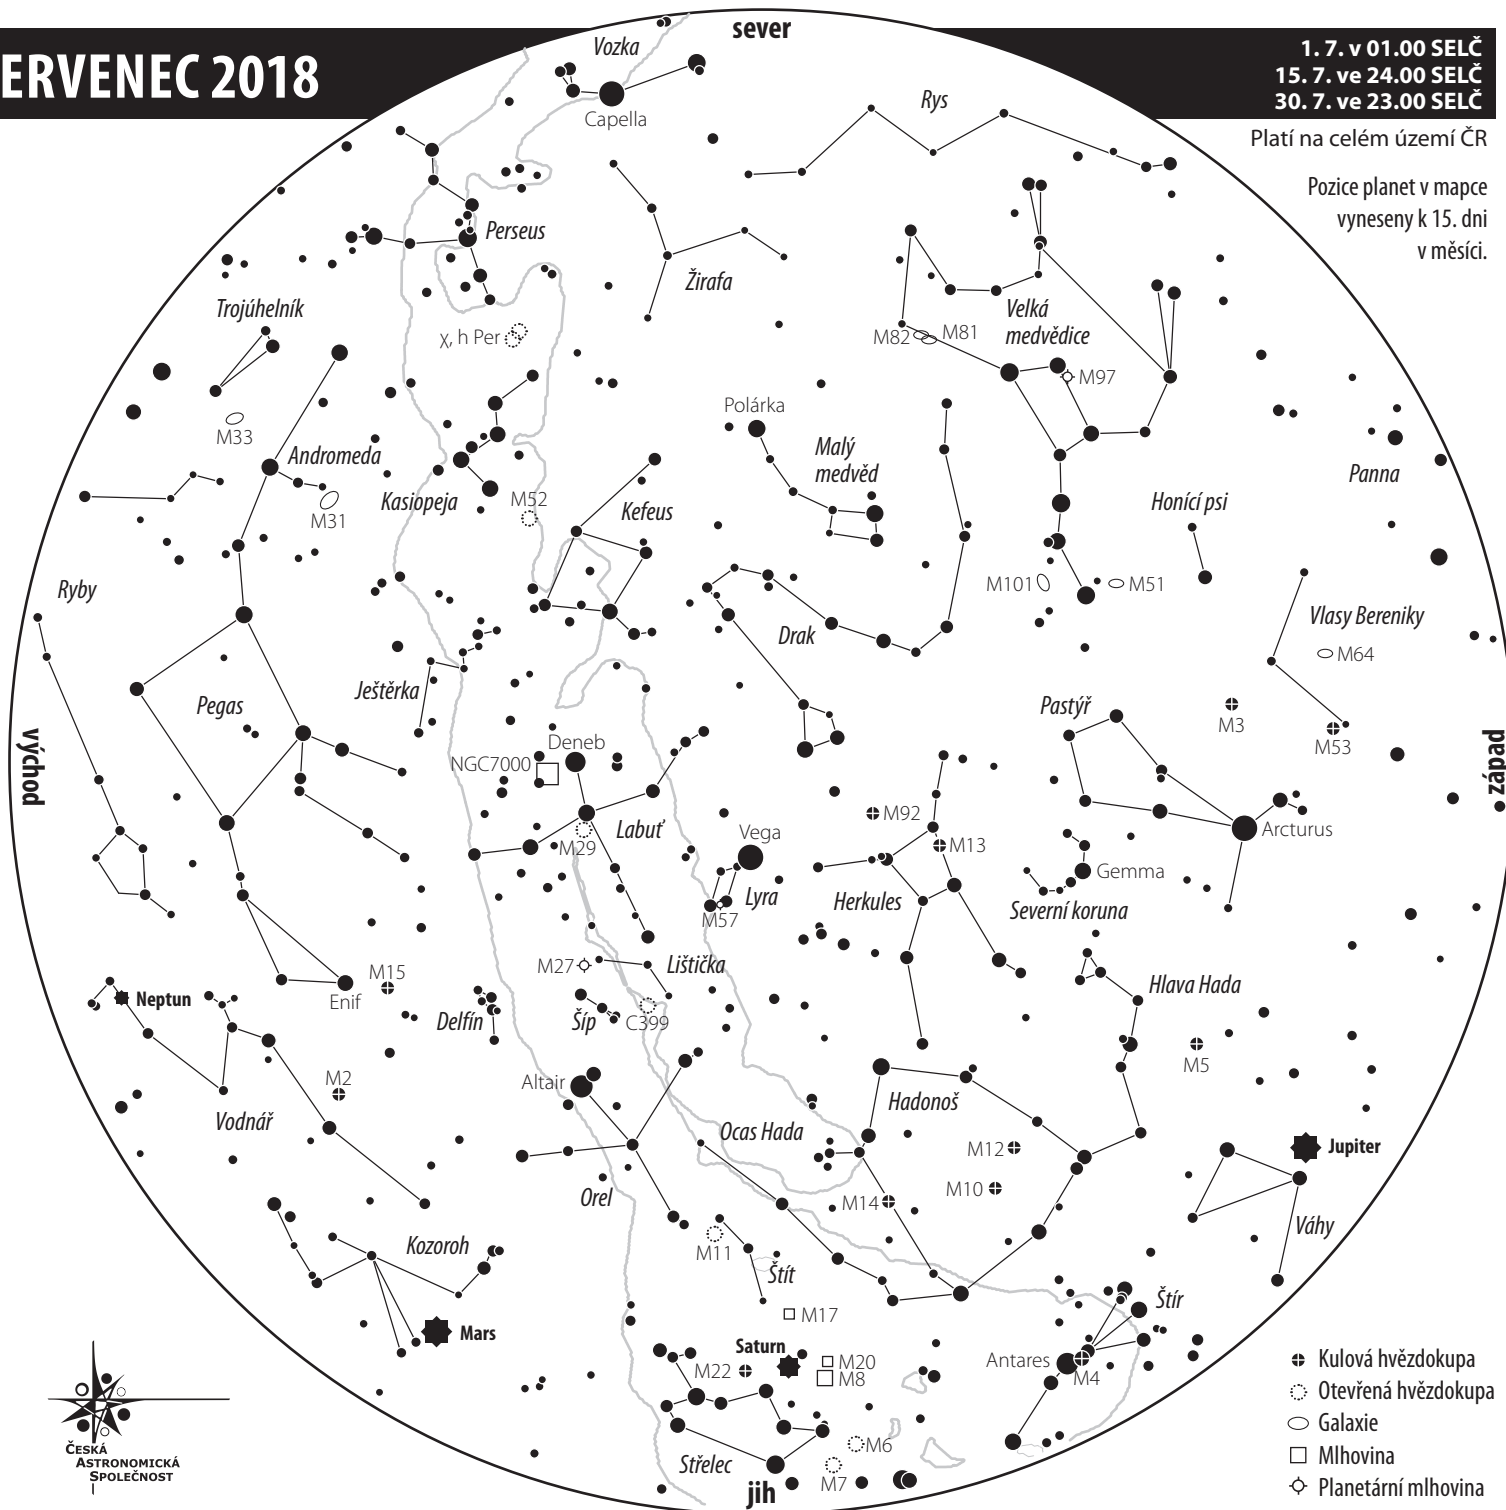 sever
ERVENEC 2018
1. 7. v 01.00 SELČ
15. 7. ve 24.00 SELČ
30. 7. ve 23.00 SELČ
Platí na celém území ČR
Pozice planet v mapce
vyneseny k 15. dni
v měsíci.
Vozka
Capella
Rys
Perseus
Žirafa
Trojúhelník
χ, h Per
Velká
medvědice
M82
M81
M97
M33
Andromeda
M31
Kasiopeja
M52
Kefeus
Polárka
Malý
medvěd
Honící psi
Panna
M101
M51
Ryby
Drak
Vlasy Bereniky
M64
Ještěrka
Pegas
Pastýř
M3
M53
východ
západ
Deneb
NGC7000
Labuť
M29
Vega
M92
M13
Arcturus
Gemma
Lyra
M57
Herkules
Severní koruna
M27
Lištička
M15
Enif
Neptun
Delfín
Šíp
C399
Hlava Hada
M5
Altair
M2
Vodnář
Hadonoš
Ocas Hada
M12
Jupiter
Orel
M14
M10
Váhy
Kozoroh
M11
Štít
M17
Štír
Mars
Saturn
M22
M20
M8
Antares
M4
Střelec
M6
M7
jih
ČESKÁ
ASTRONOMICKÁ
SPOLEČNOST
Kulová hvězdokupa
Otevřená hvězdokupa
Galaxie
Mlhovina
Planetární mlhovina